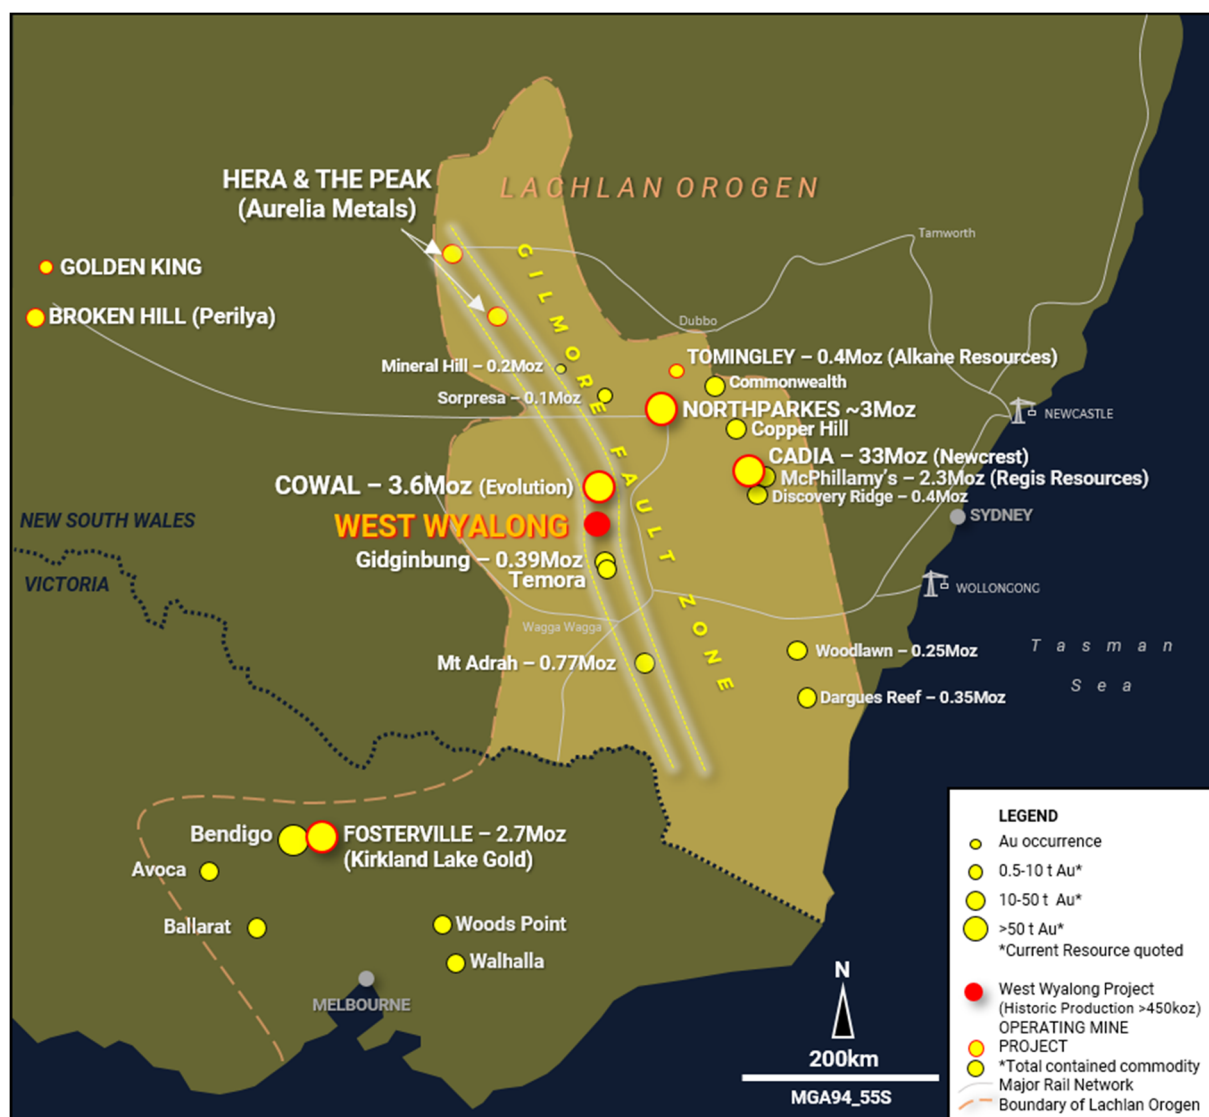 LACHLAN OROGEN
HERA & THE PEAK
(Aurelia Metals)
Tamworth
GOLDEN KING
BROKEN HILL (Perilya)
GILMORE FAULT ZONE
Dubbo
Mineral Hill – 0.2Moz
TOMINGLEY – 0.4Moz (Alkane Resources)
Commonwealth
Sorpresa – 0.1Moz
NORTHPARKES ~3Moz
NEWCASTLE
Copper Hill
CADIA – 33Moz (Newcrest)
McPhillamy's – 2.3Moz (Regis Resources)
COWAL – 3.6Moz (Evolution)
Discovery Ridge – 0.4Moz
NEW SOUTH WALES
WEST WYALONG
SYDNEY
VICTORIA
Gidginbung – 0.39Moz
Temora
WOLLONGONG
Wagga Wagga
Woodlawn – 0.25Moz
Tasman
Sea
Mt Adrah – 0.77Moz
Dargues Reef – 0.35Moz
Bendigo
FOSTERVILLE – 2.7Moz
(Kirkland Lake Gold)
Avoca
Ballarat
Woods Point
Walhalla
MELBOURNE
N
200km
MGA94_55S
LEGEND
Au occurrence
0.5-10 t Au*
10-50 t Au*
>50 t Au*
*Current Resource quoted
West Wyalong Project
(Historic Production >450koz)
OPERATING MINE
PROJECT
*Total contained commodity
Major Rail Network
Boundary of Lachlan Orogen